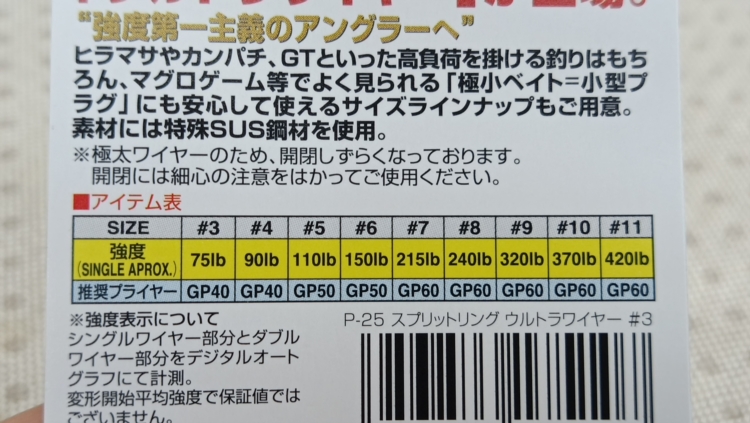 "強度第一主義のアングラーへ"
ヒラマサやカンパチ、GTといった高負荷を掛ける釣りはもち
ろん、マグロゲーム等でよく見られる「極小ベイト=小型プ
ラグ」にも安心して使えるサイズラインナップもご用意。
素材には特殊SUS鋼材を使用。
※極太ワイヤーのため、開閉しずらくなっております。
開閉には細心の注意をはかってご使用ください。
■アイテム表
SIZE #3 #4 #5 #6 #7 #8 #9 #10 #11
強度 (SINGLE APROX.) 75lb 90lb 110lb 150lb 215lb 240lb 320lb 370lb 420lb
推奨プライヤー GP40 GP40 GP50 GP50 GP60 GP60 GP60 GP60 GP60
※強度表示について
シングルワイヤー部分とダブル
ワイヤー部分をデジタルオート
グラフにて計測。
変形開始平均強度で保証値では
ございません。
P-25 スプリットリング ウルトラワイヤー #3